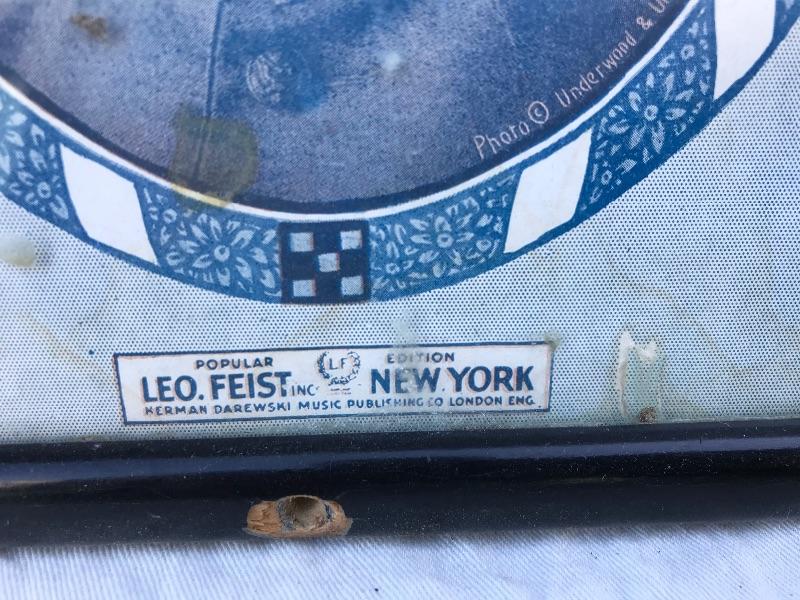 Photo © Underwood &
POPULAR LF EDITION
LEO. FEIST INC NEW YORK
HERMAN DAREWSKI MUSIC PUBLISHING CO LONDON ENG.